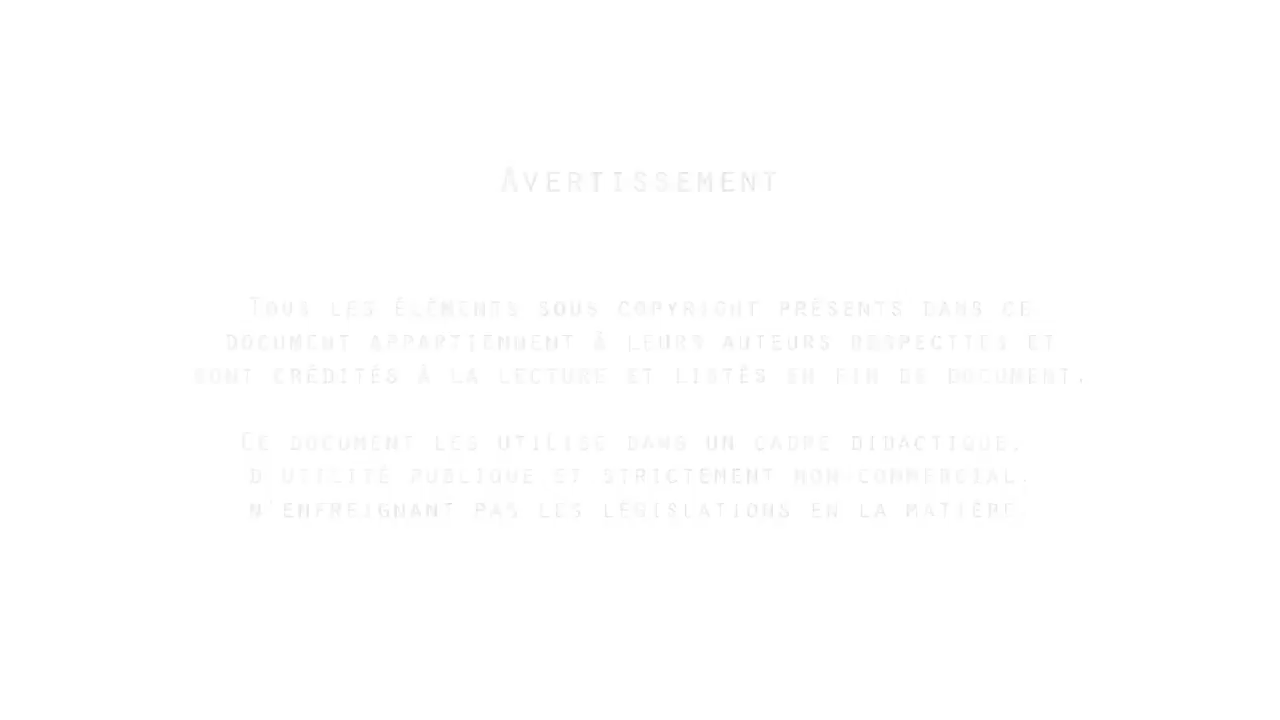 Avertissement
Tous les éléments sous copyright présents dans ce
document appartiennent à leurs auteurs respectifs et
sont crédités à la lecture et listés en fin de document.
Ce document les utilise dans un cadre didactique,
d'utilité publique et strictement non-commercial,
n'enfreignant pas les législations en la matière.